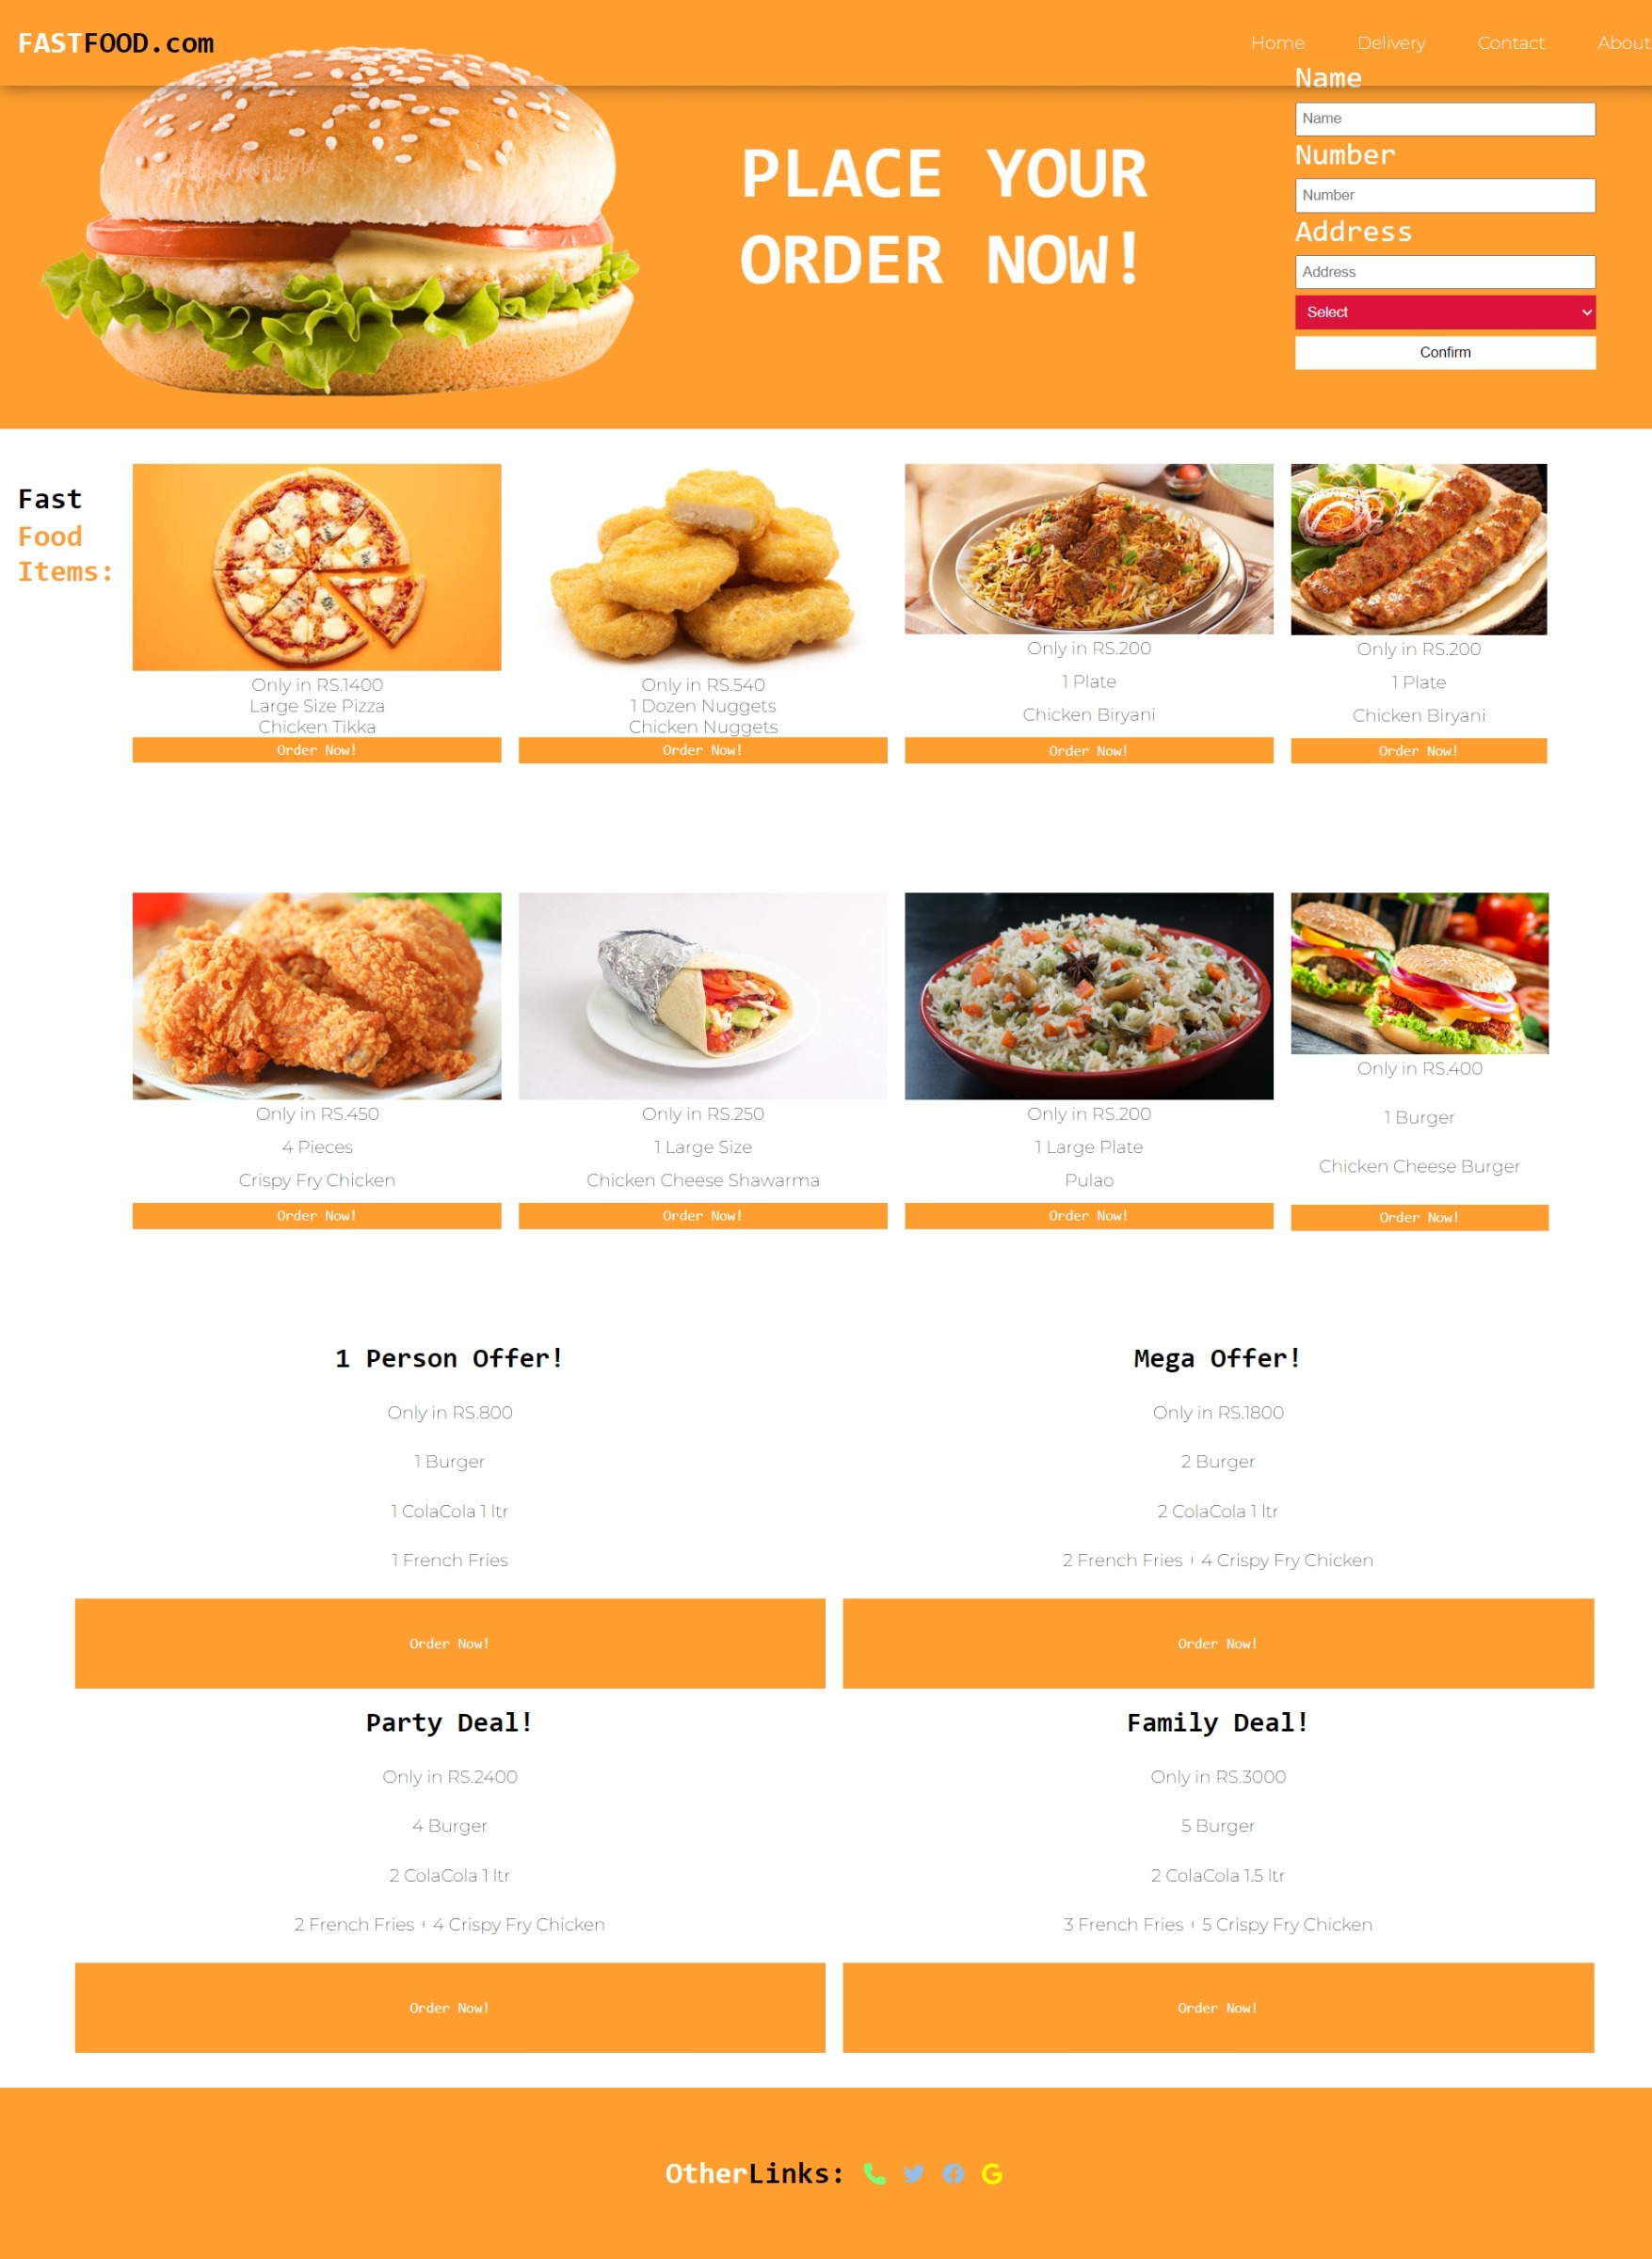 FASTFOOD.com
Home Delivery Contact About
PLACE YOUR
ORDER NOW!
Name
Name
Number
Number
Address
Address
Select
Confirm
Fast
Food
Items:
Only in RS.1400
Large Size Pizza
Chicken Tikka
Order Now!
Only in RS.540
1 Dozen Nuggets
Chicken Nuggets
Order Now!
Only in RS.200
1 Plate
Chicken Biryani
Order Now!
Only in RS.200
1 Plate
Chicken Biryani
Order Now!
Only in RS.450
4 Pieces
Crispy Fry Chicken
Order Now!
Only in RS.250
1 Large Size
Chicken Cheese Shawarma
Order Now!
Only in RS.200
1 Large Plate
Pulao
Order Now!
Only in RS.400
1 Burger
Chicken Cheese Burger
Order Now!
1 Person Offer!
Only in RS.800
1 Burger
1 ColaCola 1 ltr
1 French Fries
Order Now!
Mega Offer!
Only in RS.1800
2 Burger
2 ColaCola 1 ltr
2 French Fries + 4 Crispy Fry Chicken
Order Now!
Party Deal!
Only in RS.2400
4 Burger
2 ColaCola 1 ltr
2 French Fries + 4 Crispy Fry Chicken
Order Now!
Family Deal!
Only in RS.3000
5 Burger
2 ColaCola 1.5 ltr
3 French Fries + 5 Crispy Fry Chicken
Order Now!
OtherLinks: